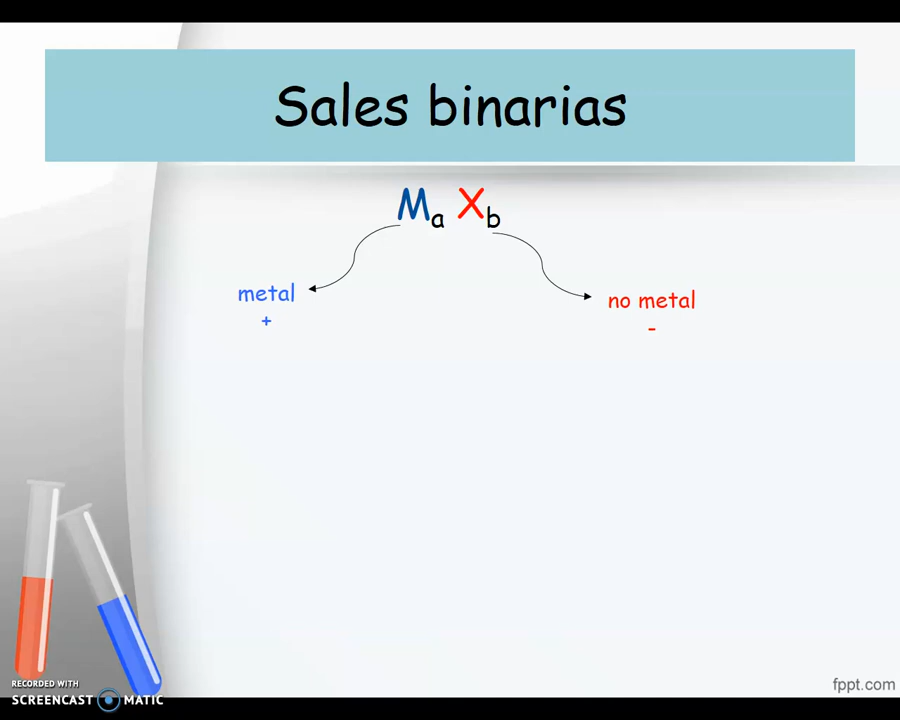 Sales binarias
Ma Xb
metal
+
no metal
-
RECORDED WITH
SCREENCAST MATIC
fppt.com